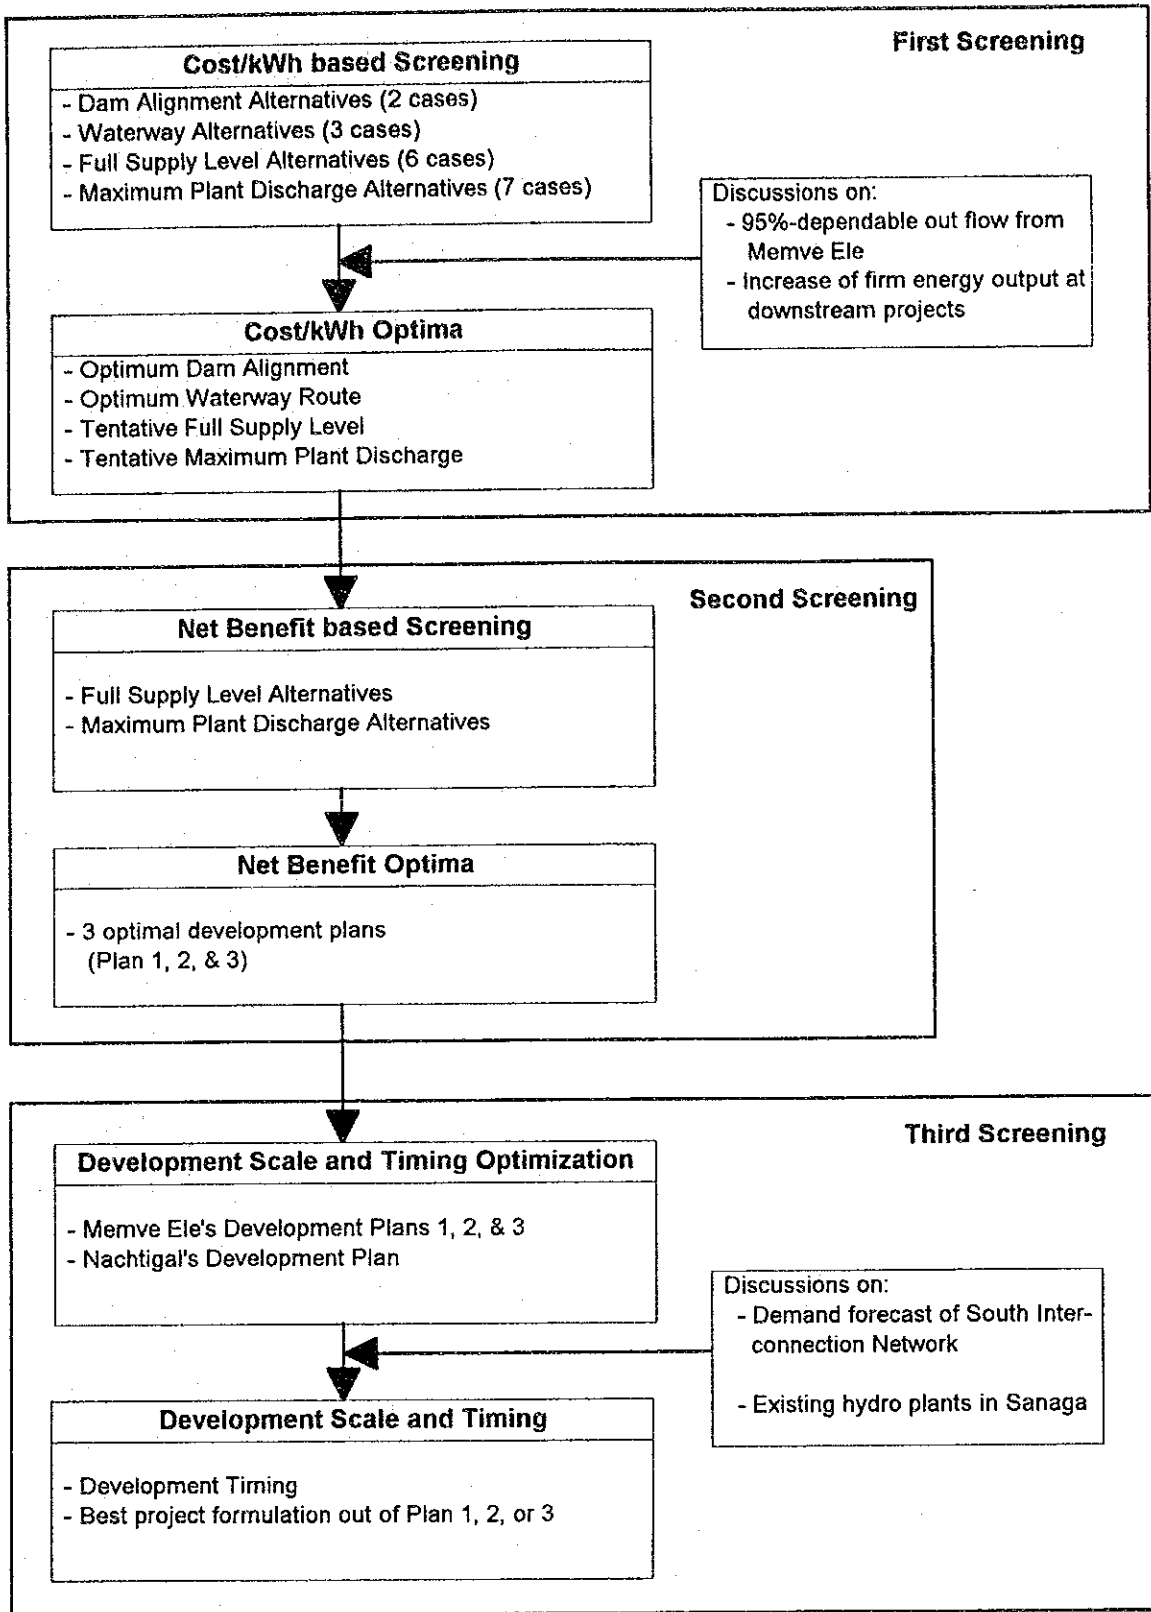 First Screening
Cost/kWh based Screening
- Dam Alignment Alternatives (2 cases)
- Waterway Alternatives (3 cases)
- Full Supply Level Alternatives (6 cases)
- Maximum Plant Discharge Alternatives (7 cases)
Discussions on:
- 95%-dependable out flow from
Memve Ele
- Increase of firm energy output at
downstream projects
Cost/kWh Optima
- Optimum Dam Alignment
- Optimum Waterway Route
- Tentative Full Supply Level
- Tentative Maximum Plant Discharge
Second Screening
Net Benefit based Screening
- Full Supply Level Alternatives
- Maximum Plant Discharge Alternatives
Net Benefit Optima
- 3 optimal development plans
(Plan 1, 2, & 3)
Third Screening
Development Scale and Timing Optimization
- Memve Ele's Development Plans 1, 2, & 3
- Nachtigal's Development Plan
Discussions on:
- Demand forecast of South Inter-
connection Network
- Existing hydro plants in Sanaga
Development Scale and Timing
- Development Timing
- Best project formulation out of Plan 1, 2, or 3